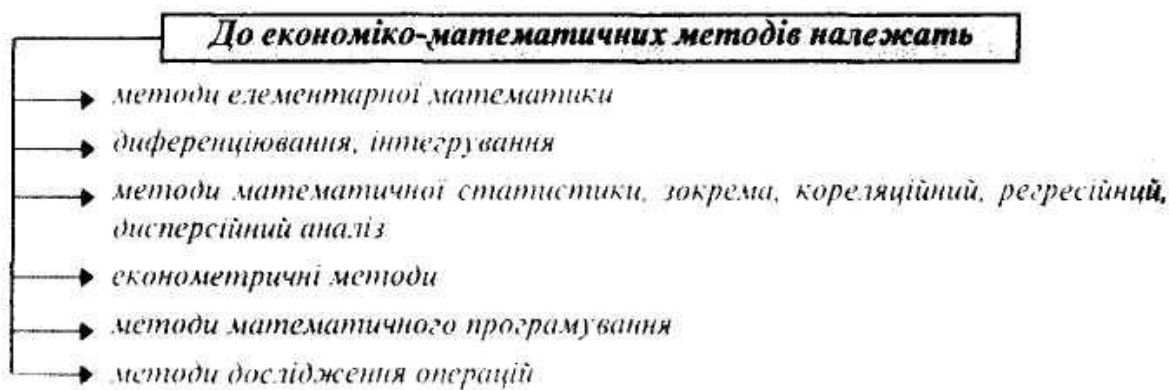 До економіко-математичних методів належать
методи елементарної математики
диференціювання, інтегрування
методи математичної статистики, зокрема, кореляційний, регресійний,
дисперсійний аналіз
економетричні методи
методи математичного програмування
методи дослідження операцій